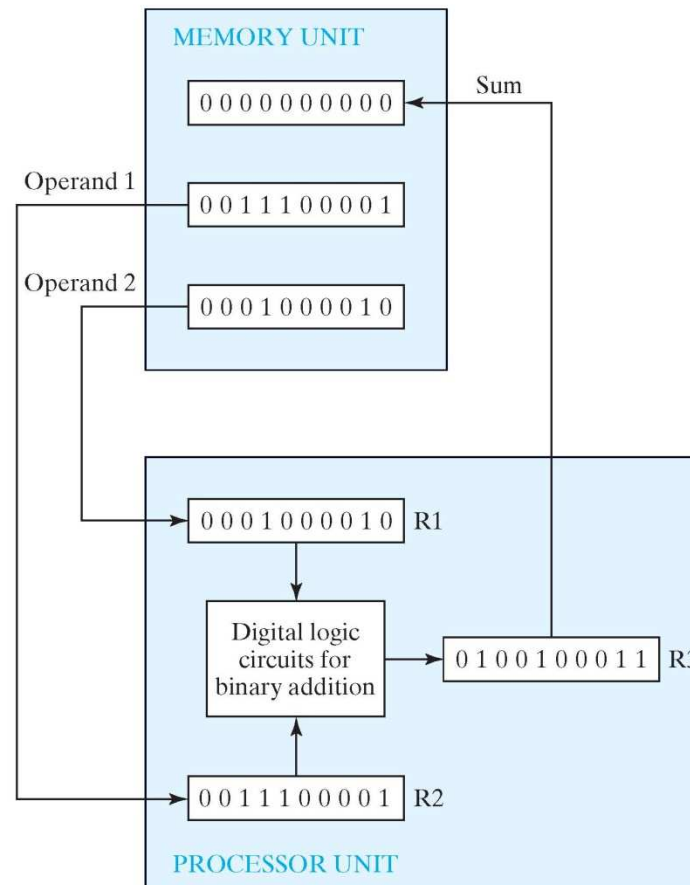 MEMORY UNIT
0 0 0 0 0 0 0 0 0 0
Sum
Operand 1
0 0 1 1 1 0 0 0 0 1
Operand 2
0 0 0 1 0 0 0 0 1 0
0 0 0 1 0 0 0 0 1 0 R1
Digital logic
circuits for
binary addition
0 1 0 0 1 0 0 0 1 1 R3
0 0 1 1 1 0 0 0 0 1 R2
PROCESSOR UNIT